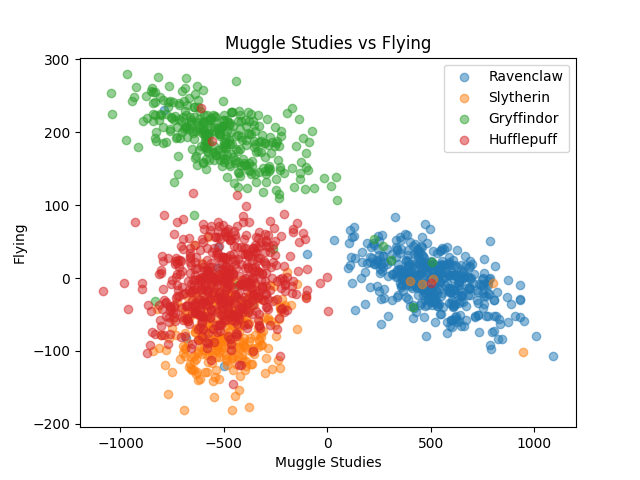 Muggle Studies vs Flying
Ravenclaw
Slytherin
Gryffindor
Hufflepuff
300
200
100
0
−100
−200
Flying
−1000
−500
0
500
1000
Muggle Studies